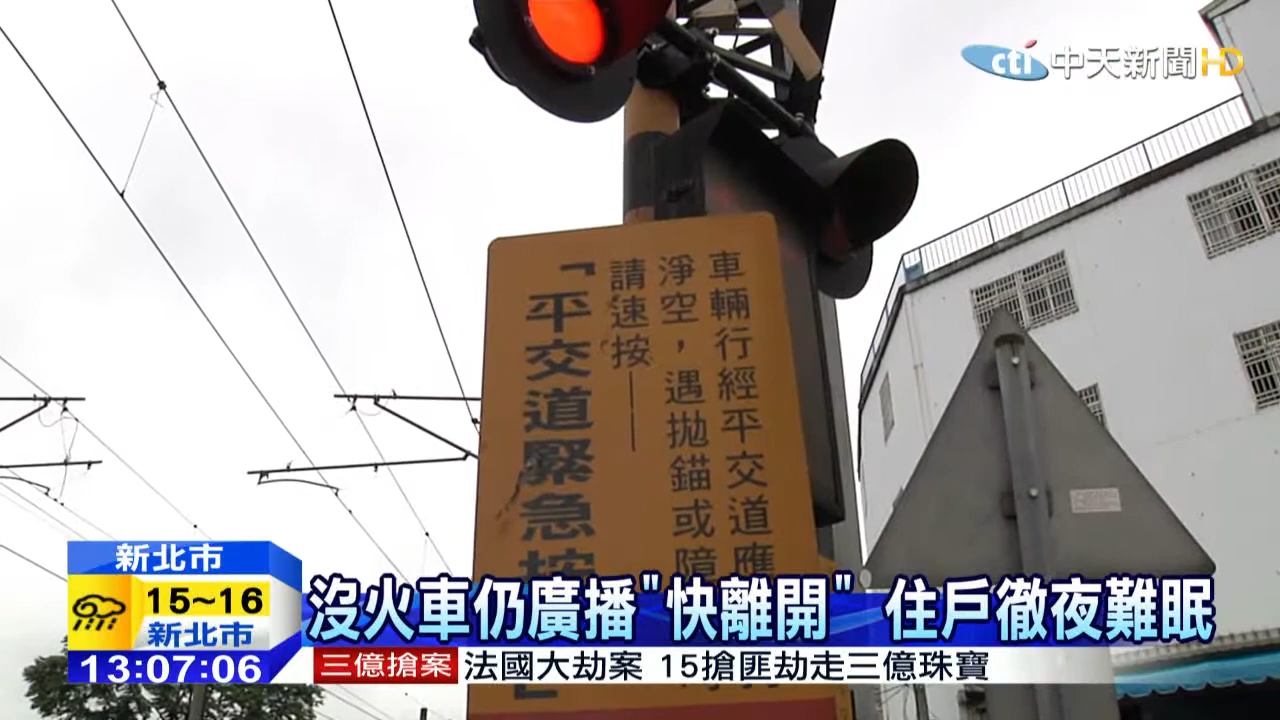 cti 中天新聞HD
車輛行經平交道應
淨空，遇拋錨或障
請速按——
「平交道緊急按
」
新北市
15~16
新北市
13:07:06
沒火車仍廣播"快離開" 住戶徹夜難眠
三億搶案 法國大劫案 15搶匪劫走三億珠寶